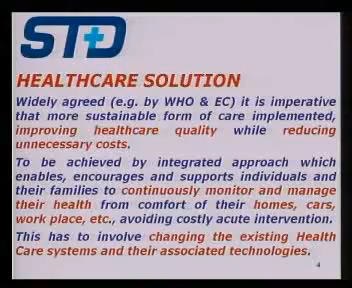 STD
HEALTHCARE SOLUTION
Widely agreed (e.g. by WHO & EC) it is imperative
that more sustainable form of care implemented,
improving healthcare quality while reducing
unnecessary costs.
To be achieved by integrated approach which
enables, encourages and supports individuals and
their families to continuously monitor and manage
their health from comfort of their homes, cars,
work place, etc., avoiding costly acute intervention.
This has to involve changing the existing Health
Care systems and their associated technologies.
4